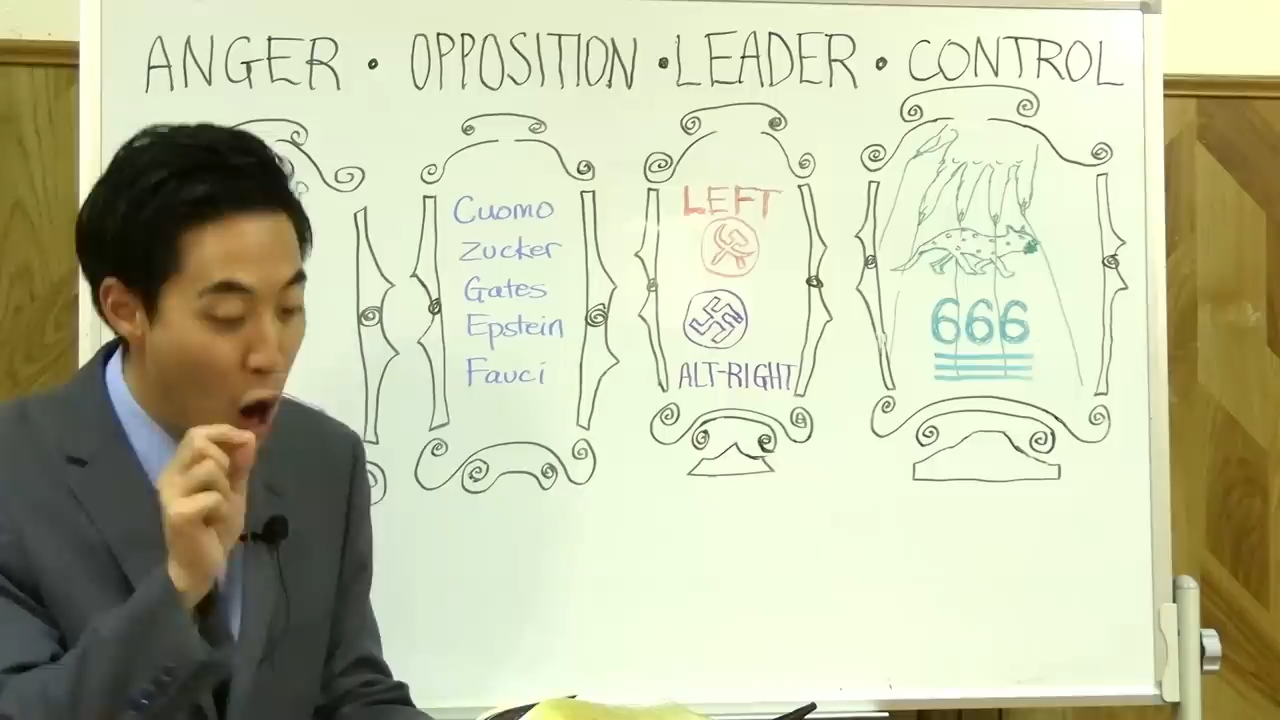 ANGER • OPPOSITION • LEADER • CONTROL
Cuomo
Zucker
Gates
Epstein
Fauci
LEFT
ALT-RIGHT
666